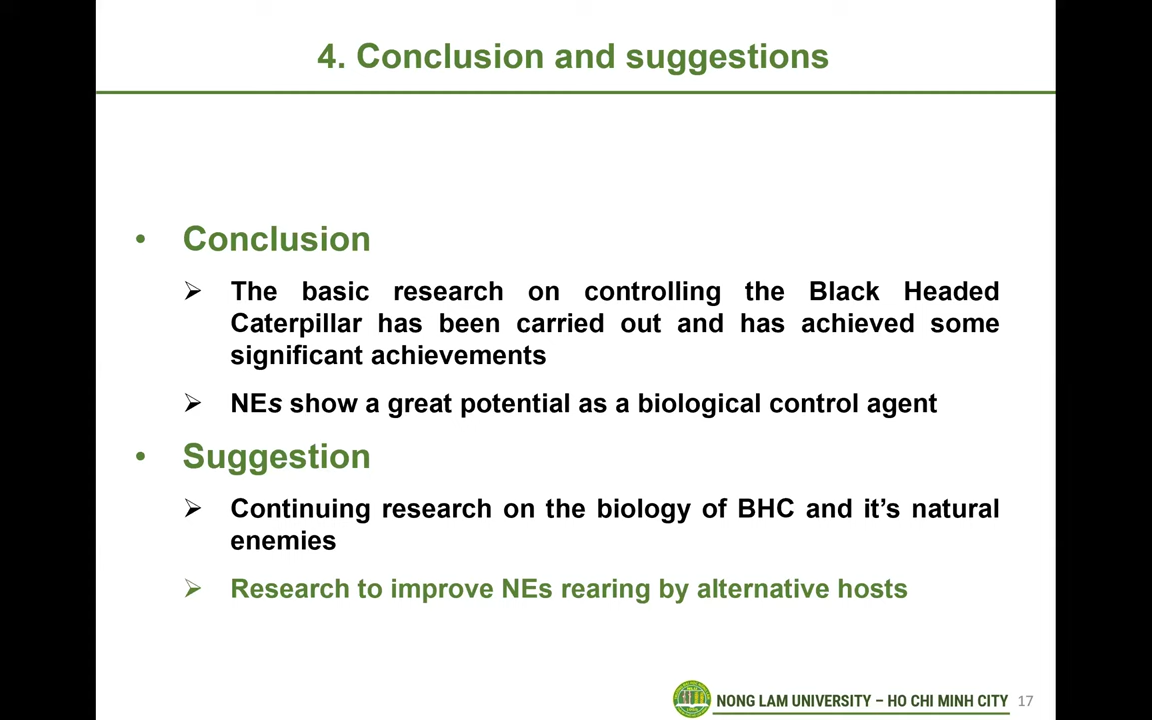 4. Conclusion and suggestions
• Conclusion
➢ The basic research on controlling the Black Headed
Caterpillar has been carried out and has achieved some
significant achievements
➢ NEs show a great potential as a biological control agent
• Suggestion
➢ Continuing research on the biology of BHC and it’s natural
enemies
➢ Research to improve NEs rearing by alternative hosts
NONG LAM UNIVERSITY – HO CHI MINH CITY 17